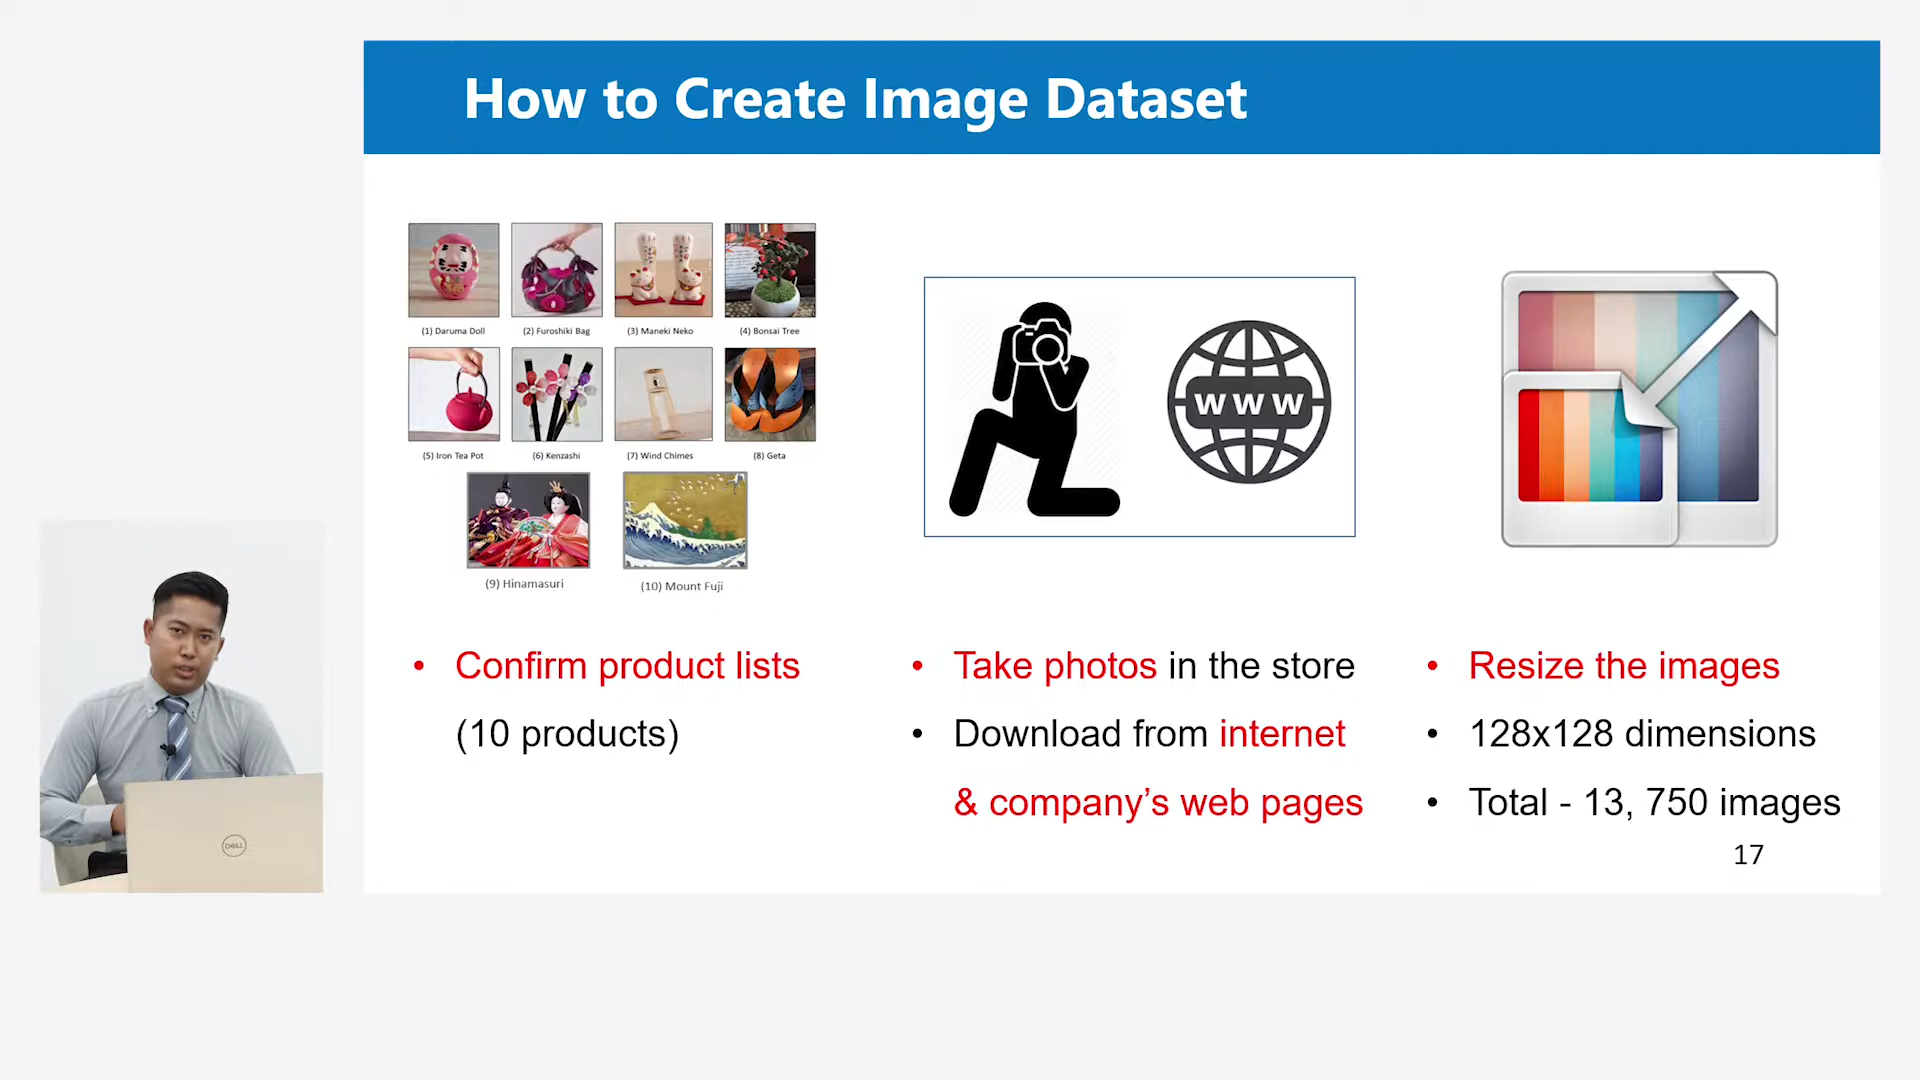 How to Create Image Dataset
(1) Daruma Doll
(2) Furoshiki Bag
(3) Maneki Neko
(4) Bonsai Tree
(5) Iron Tea Pot
(6) Kenzashi
(7) Wind Chimes
(8) Geta
(9) Hinamasuri
(10) Mount Fuji
www
• Confirm product lists
(10 products)
• Take photos in the store
• Download from internet
& company’s web pages
• Resize the images
• 128x128 dimensions
• Total - 13, 750 images
17
DELL